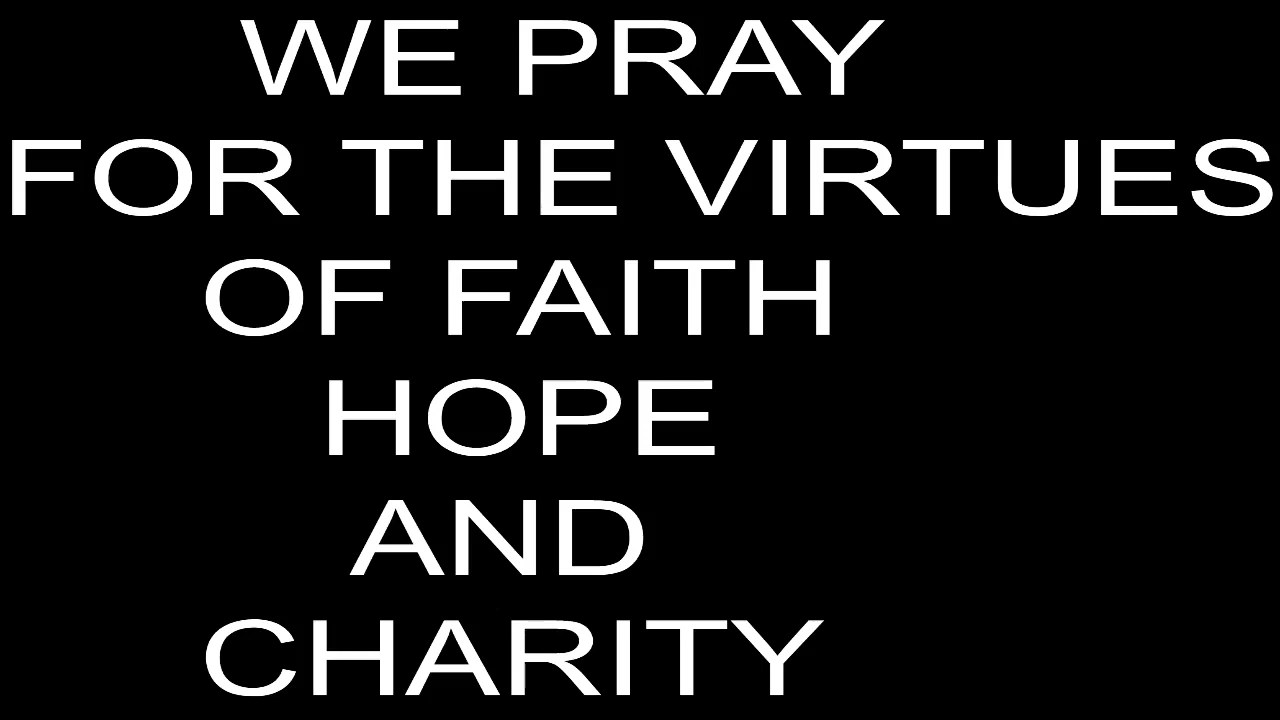 WE PRAY
FOR THE VIRTUES
OF FAITH
HOPE
AND
CHARITY